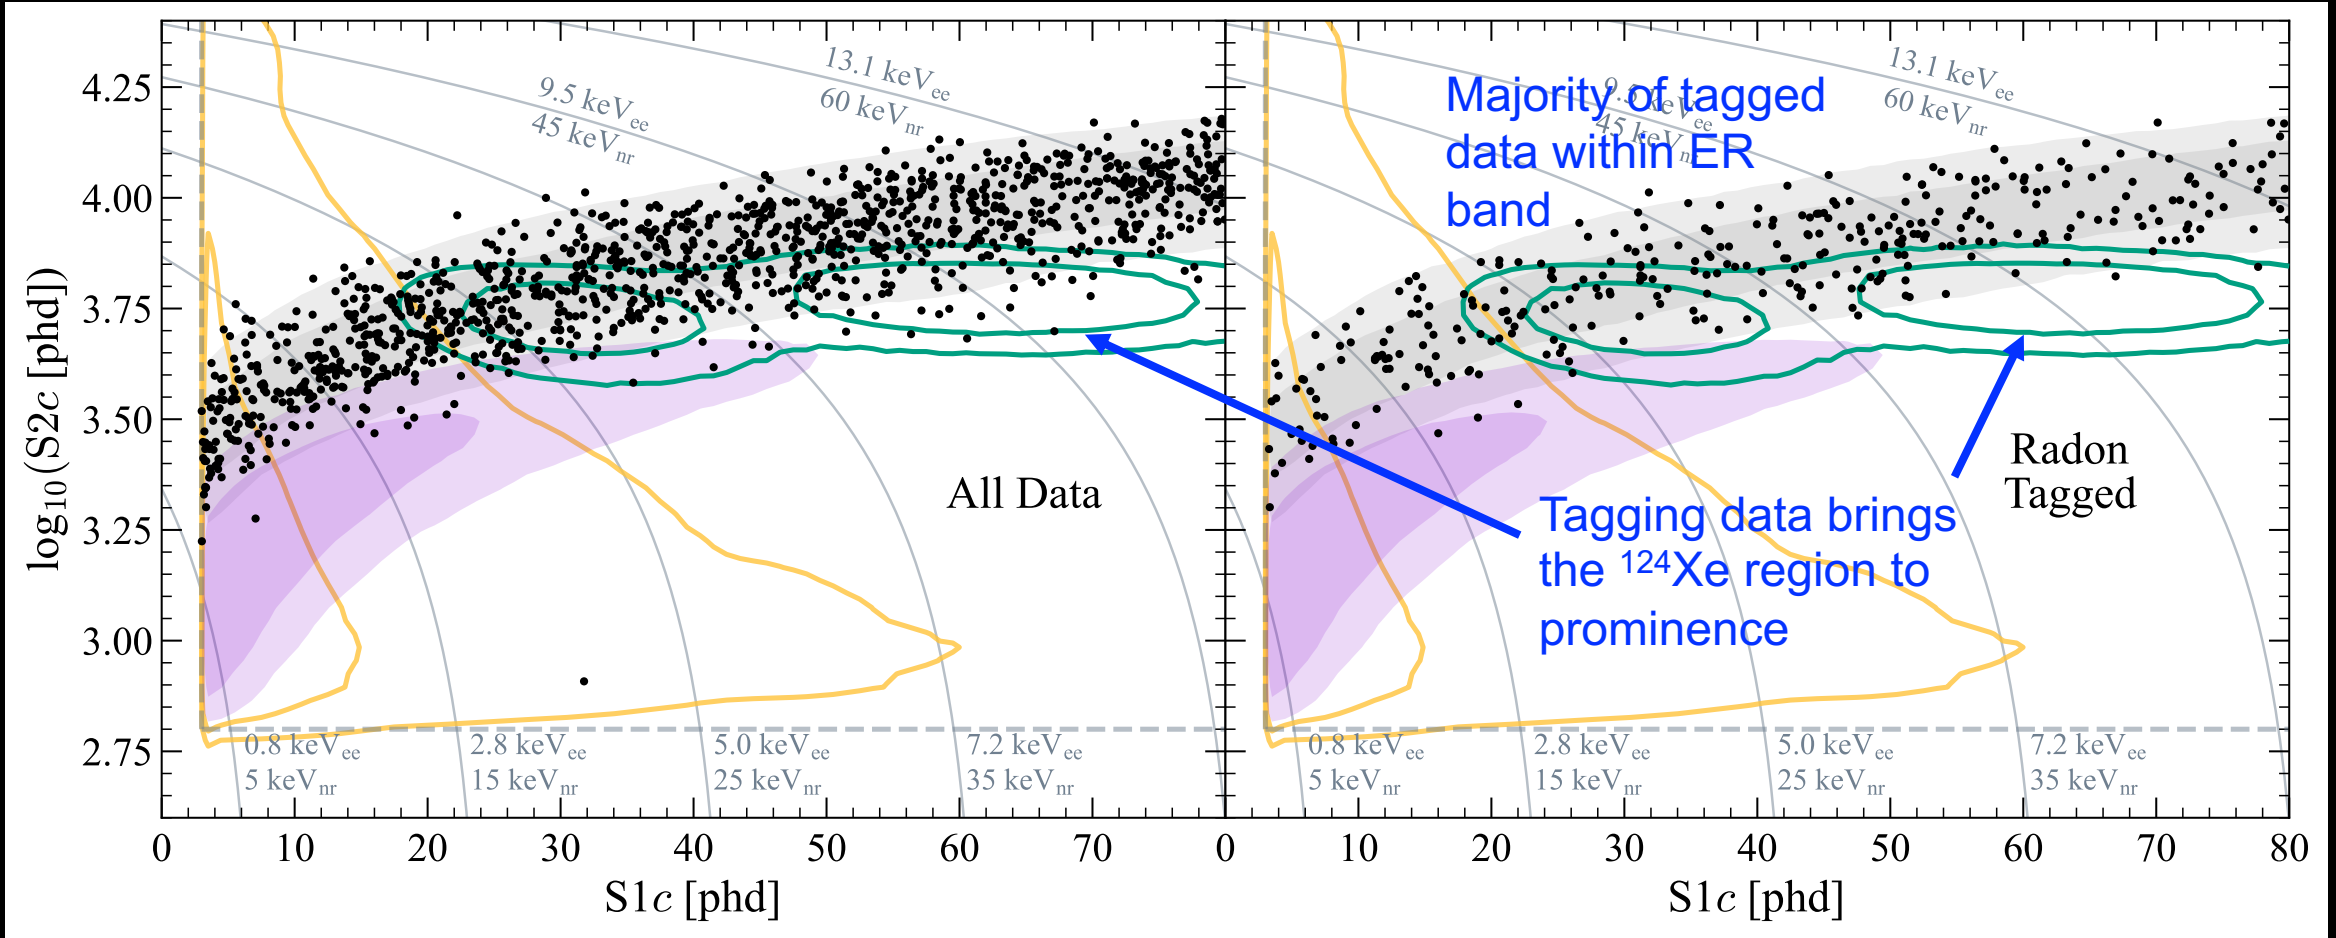 4.25
4.00
3.75
3.50
3.25
3.00
2.75
log10(S2c [phd])
9.5 keVee
45 keVnr
13.1 keVee
60 keVnr
All Data
0.8 keVee
5 keVnr
2.8 keVee
15 keVnr
5.0 keVee
25 keVnr
7.2 keVee
35 keVnr
0 10 20 30 40 50 60 70
S1c [phd]
Majority of tagged
data within ER
band
9.5 keVee
45 keVnr
13.1 keVee
60 keVnr
Radon
Tagged
Tagging data brings
the 124Xe region to
prominence
0.8 keVee
5 keVnr
2.8 keVee
15 keVnr
5.0 keVee
25 keVnr
7.2 keVee
35 keVnr
0 10 20 30 40 50 60 70 80
S1c [phd]